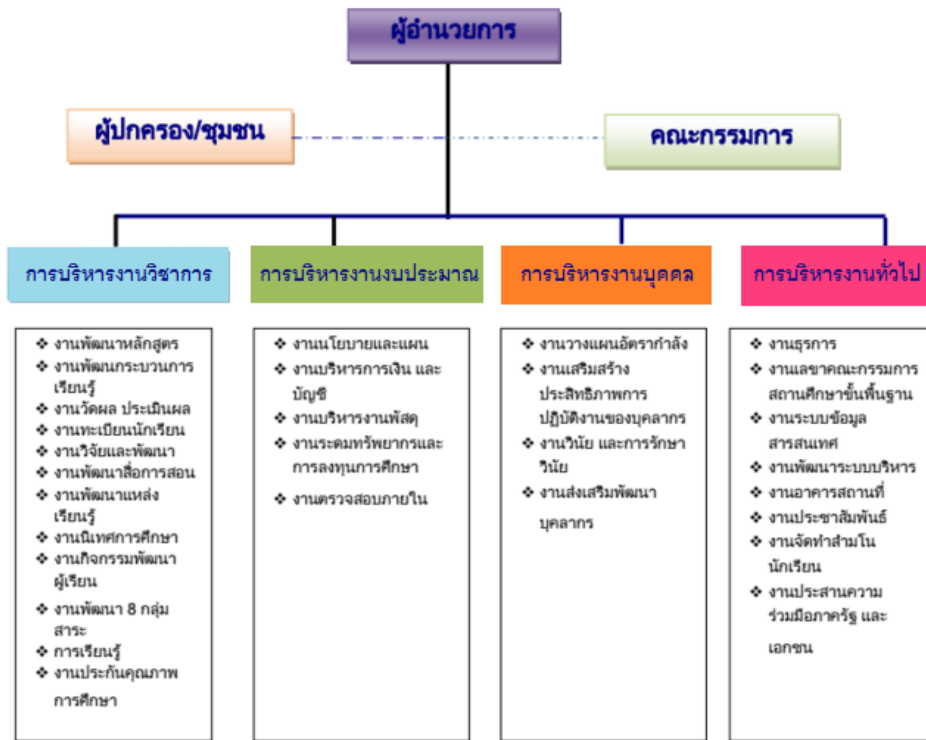 ผู้อำนวยการ
ผู้ปกครอง/ชุมชน
คณะกรรมการ
การบริหารงานวิชาการ
การบริหารงานงบประมาณ
การบริหารงานบุคคล
การบริหารงานทั่วไป
❖ งานพัฒนาหลักสูตร
❖ งานพัฒนกระบวนการ
เรียนรู้
❖ งานวัดผล ประเมินผล
❖ งานทะเบียนนักเรียน
❖ งานวิจัยและพัฒนา
❖ งานพัฒนาสื่อการสอน
❖ งานพัฒนาแหล่ง
เรียนรู้
❖ งานนิเทศการศึกษา
❖ งานกิจกรรมพัฒนา
ผู้เรียน
❖ งานพัฒนา 8 กลุ่ม
สาระ
❖ การเรียนรู้
❖ งานประกันคุณภาพ
การศึกษา
❖ งานนโยบายและแผน
❖ งานบริหารการเงิน และ
บัญชี
❖ งานบริหารงานพัสดุ
❖ งานระดมทรัพยากรและ
การลงทุนการศึกษา
❖ งานตรวจสอบภายใน
❖ งานวางแผนอัตรากำลัง
❖ งานเสริมสร้าง
ประสิทธิภาพการ
ปฏิบัติงานของบุคลากร
❖ งานวินัย และการรักษา
วินัย
❖ งานส่งเสริมพัฒนา
บุคลากร
❖ งานธุรการ
❖ งานเลขาคณะกรรมการ
สถานศึกษาขั้นพื้นฐาน
❖ งานระบบข้อมูล
สารสนเทศ
❖ งานพัฒนาระบบบริหาร
❖ งานอาคารสถานที่
❖ งานประชาสัมพันธ์
❖ งานจัดทำสำมโน
นักเรียน
❖ งานประสานความ
ร่วมมือภาครัฐ และ
เอกชน